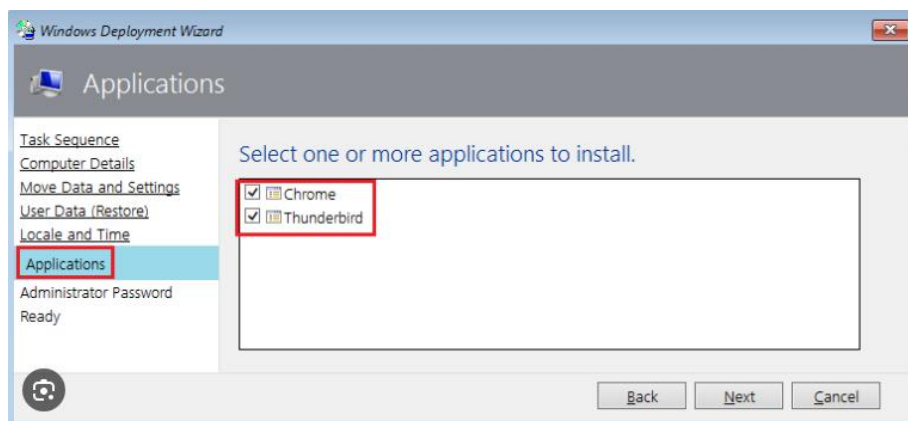 Windows Deployment Wizard
Applications
Task Sequence
Computer Details
Move Data and Settings
User Data (Restore)
Locale and Time
Applications
Administrator Password
Ready
Select one or more applications to install.
Chrome
Thunderbird
Back
Next
Cancel